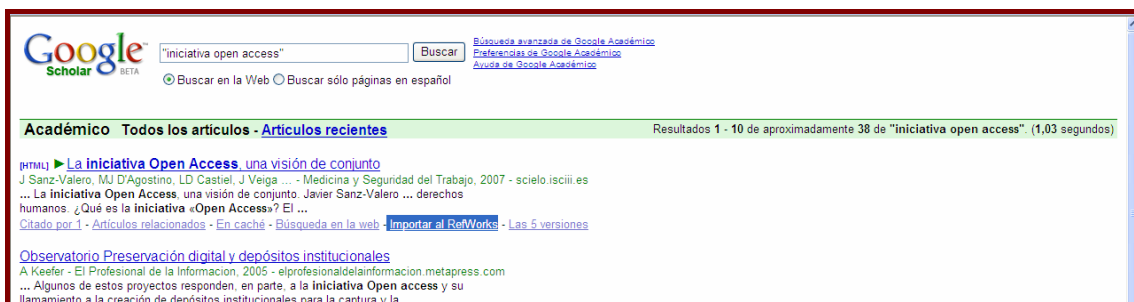 Google
Scholar BETA
"iniciativa open access"
Buscar
Búsqueda avanzada de Google Académico
Preferencias de Google Académico
Ayuda de Google Académico
Buscar en la Web Buscar sólo páginas en español
Académico Todos los artículos - Artículos recientes Resultados 1 - 10 de aproximadamente 38 de "iniciativa open access". (1,03 segundos)
[HTML] ►La iniciativa Open Access, una visión de conjunto
J Sanz-Valero, MJ D'Agostino, LD Castiel, J Veiga ... - Medicina y Seguridad del Trabajo, 2007 - scielo.isciii.es
... La iniciativa Open Access, una visión de conjunto. Javier Sanz-Valero ... derechos
humanos. ¿Qué es la iniciativa «Open Access»? El ...
Citado por 1 - Artículos relacionados - En caché - Búsqueda en la web - Importar al RefWorks - Las 5 versiones
Observatorio Preservación digital y depósitos institucionales
A Keefer - El Profesional de la Informacion, 2005 - elprofesionaldelainformacion.metapress.com
... Algunos de estos proyectos responden, en parte, a la iniciativa Open access y su
llamamiento a la creación de depósitos institucionales para la captura y la